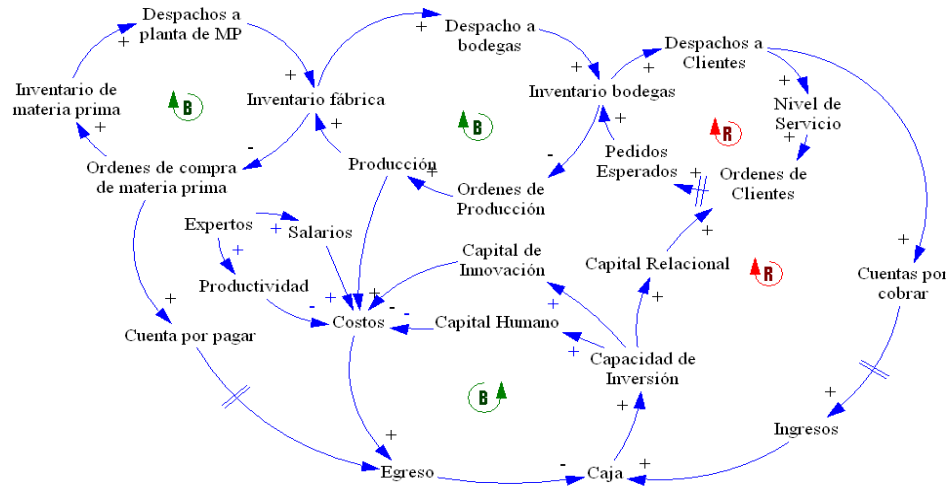 Despachos a
planta de MP
Despacho a
bodegas
Despachos a
Clientes
Inventario de
materia prima
B
Inventario fábrica
Inventario bodegas
Nivel de
Servicio
B
R
Ordenes de compra
de materia prima
Producción
Pedidos
Esperados
Ordenes de
Clientes
Ordenes de
Producción
Expertos
Salarios
Capital de
Innovación
Capital Relacional
R
Cuentas por
cobrar
Productividad
Cuenta por pagar
Costos
Capital Humano
Capacidad de
Inversión
B
Ingresos
Egreso
Caja